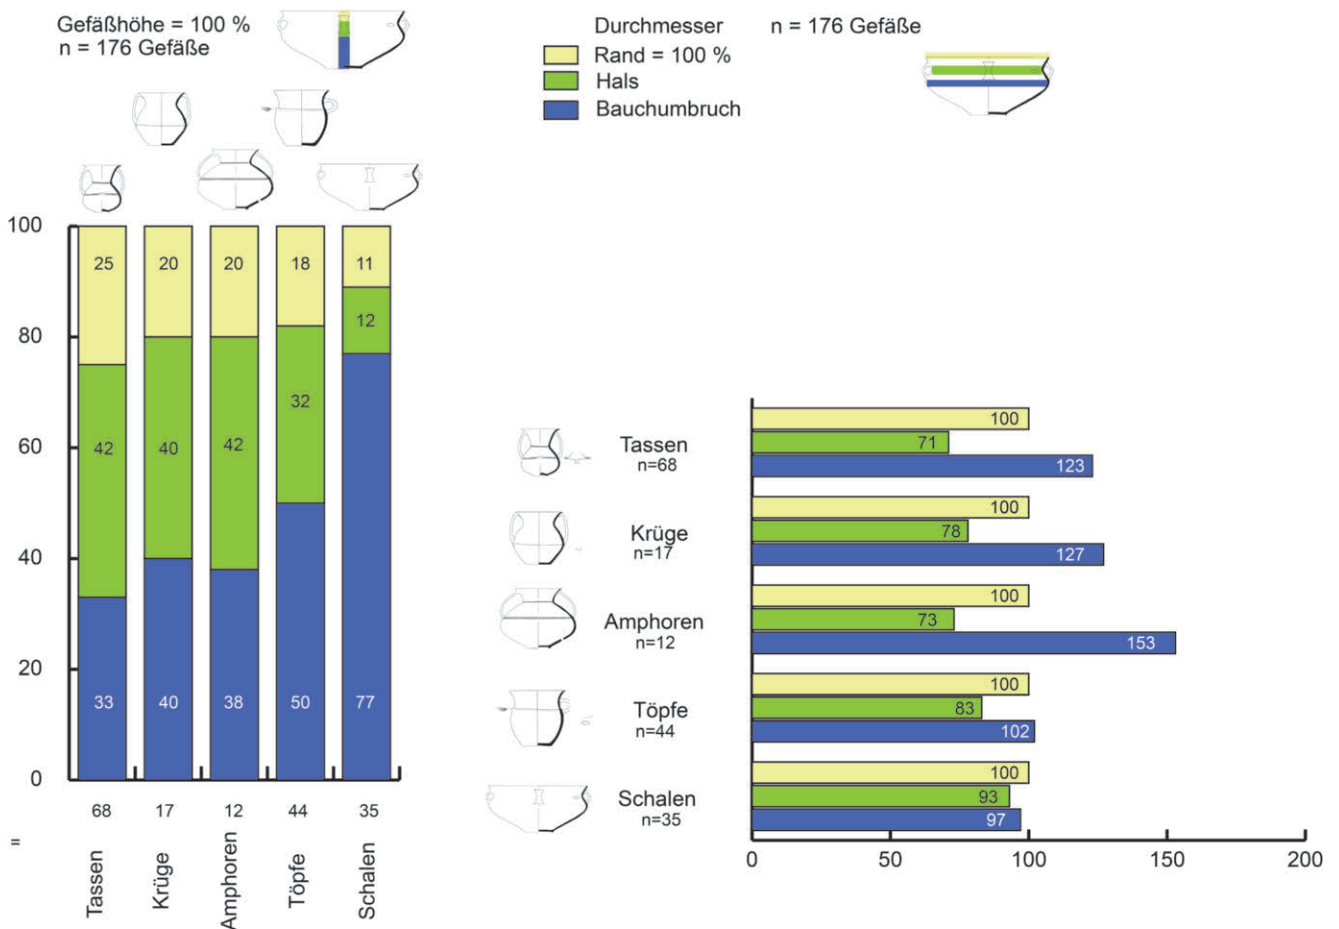 Gefäßhöhe = 100 %
n = 176 Gefäße
Durchmesser n = 176 Gefäße
Rand = 100 %
Hals
Bauchumbruch
100
80
60
40
20
0
25
42
33
20
40
40
20
42
38
18
32
50
11
12
77
= 68 17 12 44 35
Tassen
Krüge
Amphoren
Töpfe
Schalen
Tassen
n=68
100
71
123
Krüge
n=17
100
78
127
Amphoren
n=12
100
73
153
Töpfe
n=44
100
83
102
Schalen
n=35
100
93
97
0 50 100 150 200